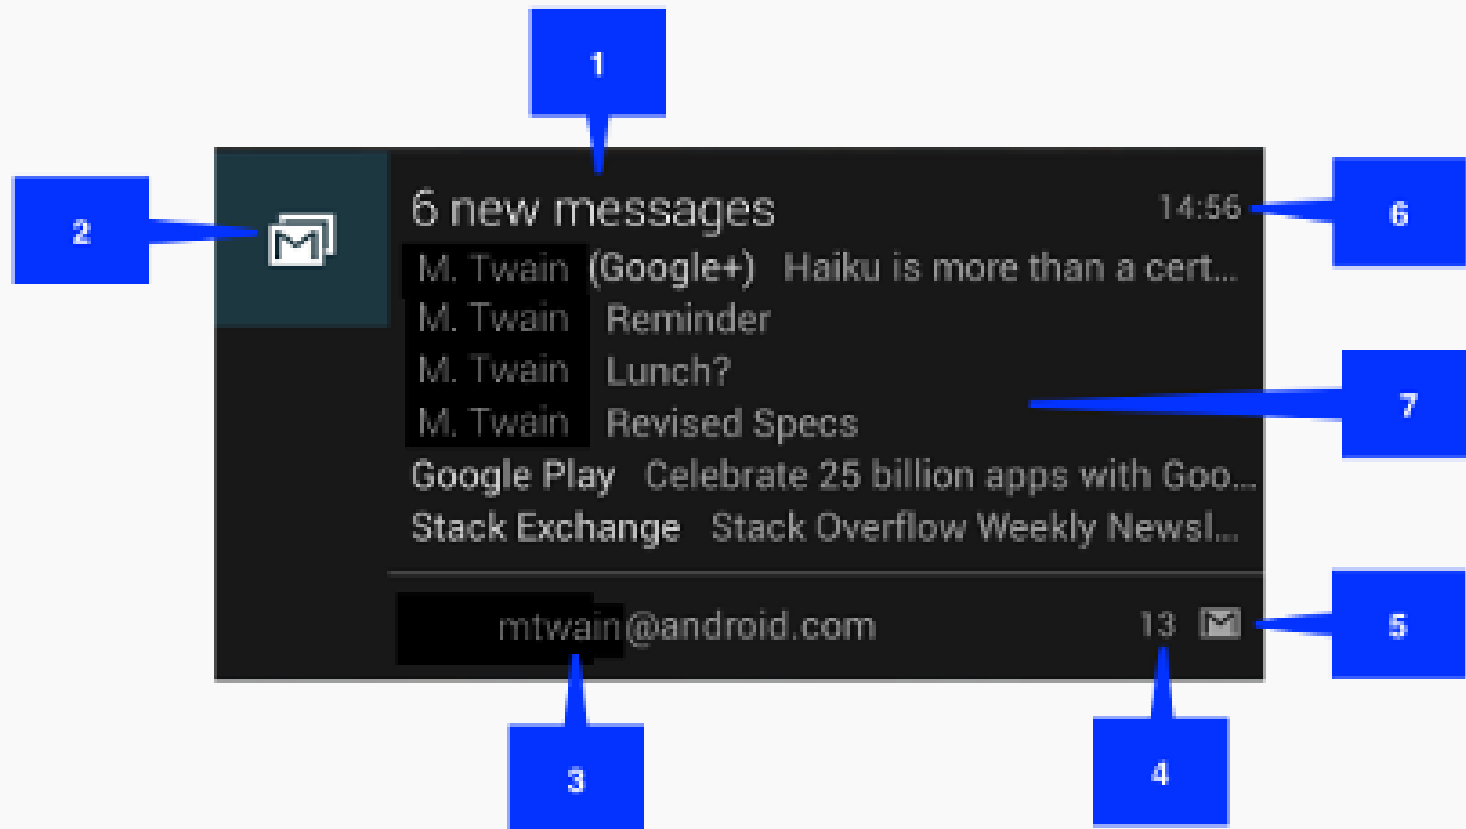 1
2
6 new messages 14:56
6
M. Twain (Google+) Haiku is more than a cert...
M. Twain Reminder
M. Twain Lunch?
M. Twain Revised Specs
7
Google Play Celebrate 25 billion apps with Goo...
Stack Exchange Stack Overflow Weekly Newsl...
mtwain@android.com 13
5
3
4